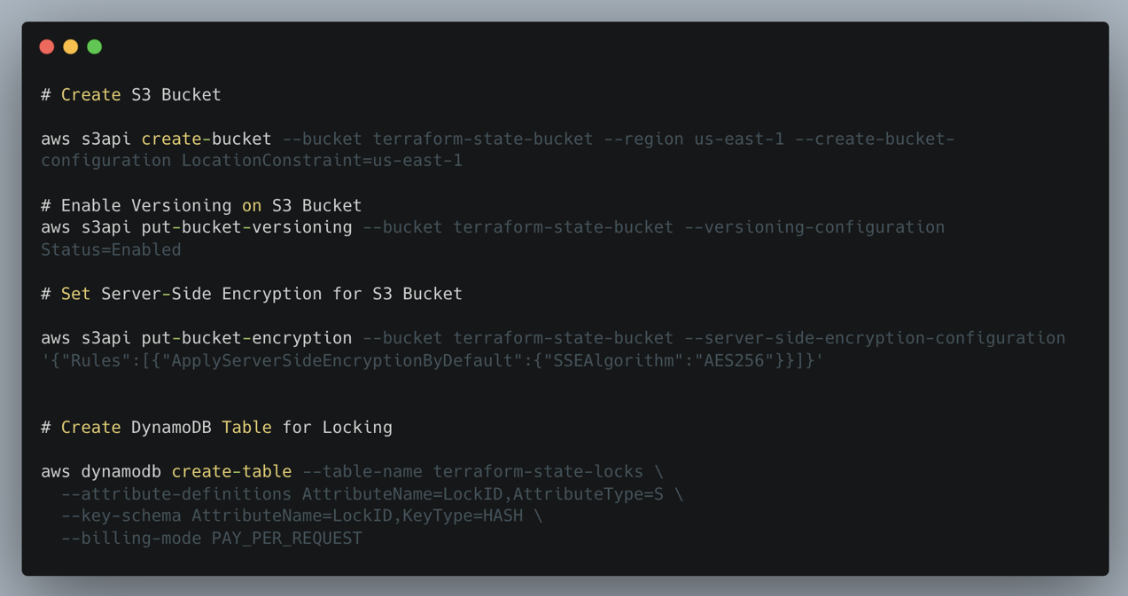 # Create S3 Bucket
aws s3api create-bucket --bucket terraform-state-bucket --region us-east-1 --create-bucket-
configuration LocationConstraint=us-east-1
# Enable Versioning on S3 Bucket
aws s3api put-bucket-versioning --bucket terraform-state-bucket --versioning-configuration
Status=Enabled
# Set Server-Side Encryption for S3 Bucket
aws s3api put-bucket-encryption --bucket terraform-state-bucket --server-side-encryption-configuration
'{"Rules":[{"ApplyServerSideEncryptionByDefault":{"SSEAlgorithm":"AES256"}}]}'
# Create DynamoDB Table for Locking
aws dynamodb create-table --table-name terraform-state-locks \
  --attribute-definitions AttributeName=LockID,AttributeType=S \
  --key-schema AttributeName=LockID,KeyType=HASH \
  --billing-mode PAY_PER_REQUEST